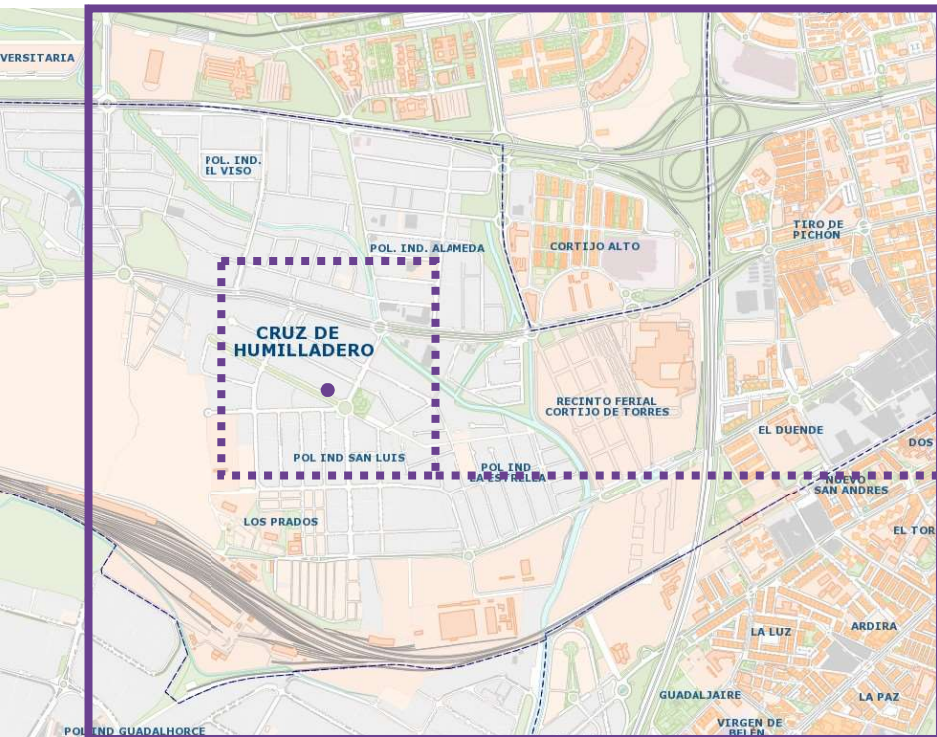 VERSITARIA
POL. IND.
EL VISO
POL. IND. ALAMEDA
CORTIJO ALTO
TIRO DE
PICHÓN
CRUZ DE
HUMILLADERO
RECINTO FERIAL
CORTIJO DE TORRES
EL DUENDE
DOS
POL IND SAN LUIS
POL IND
LA ESTRELLA
NUEVO
SAN ANDRES
LOS PRADOS
EL TOR
LA LUZ
ARDIRA
GUADALJAIRE
LA PAZ
VIRGEN DE
BELÉN
POL IND GUADALHORCE